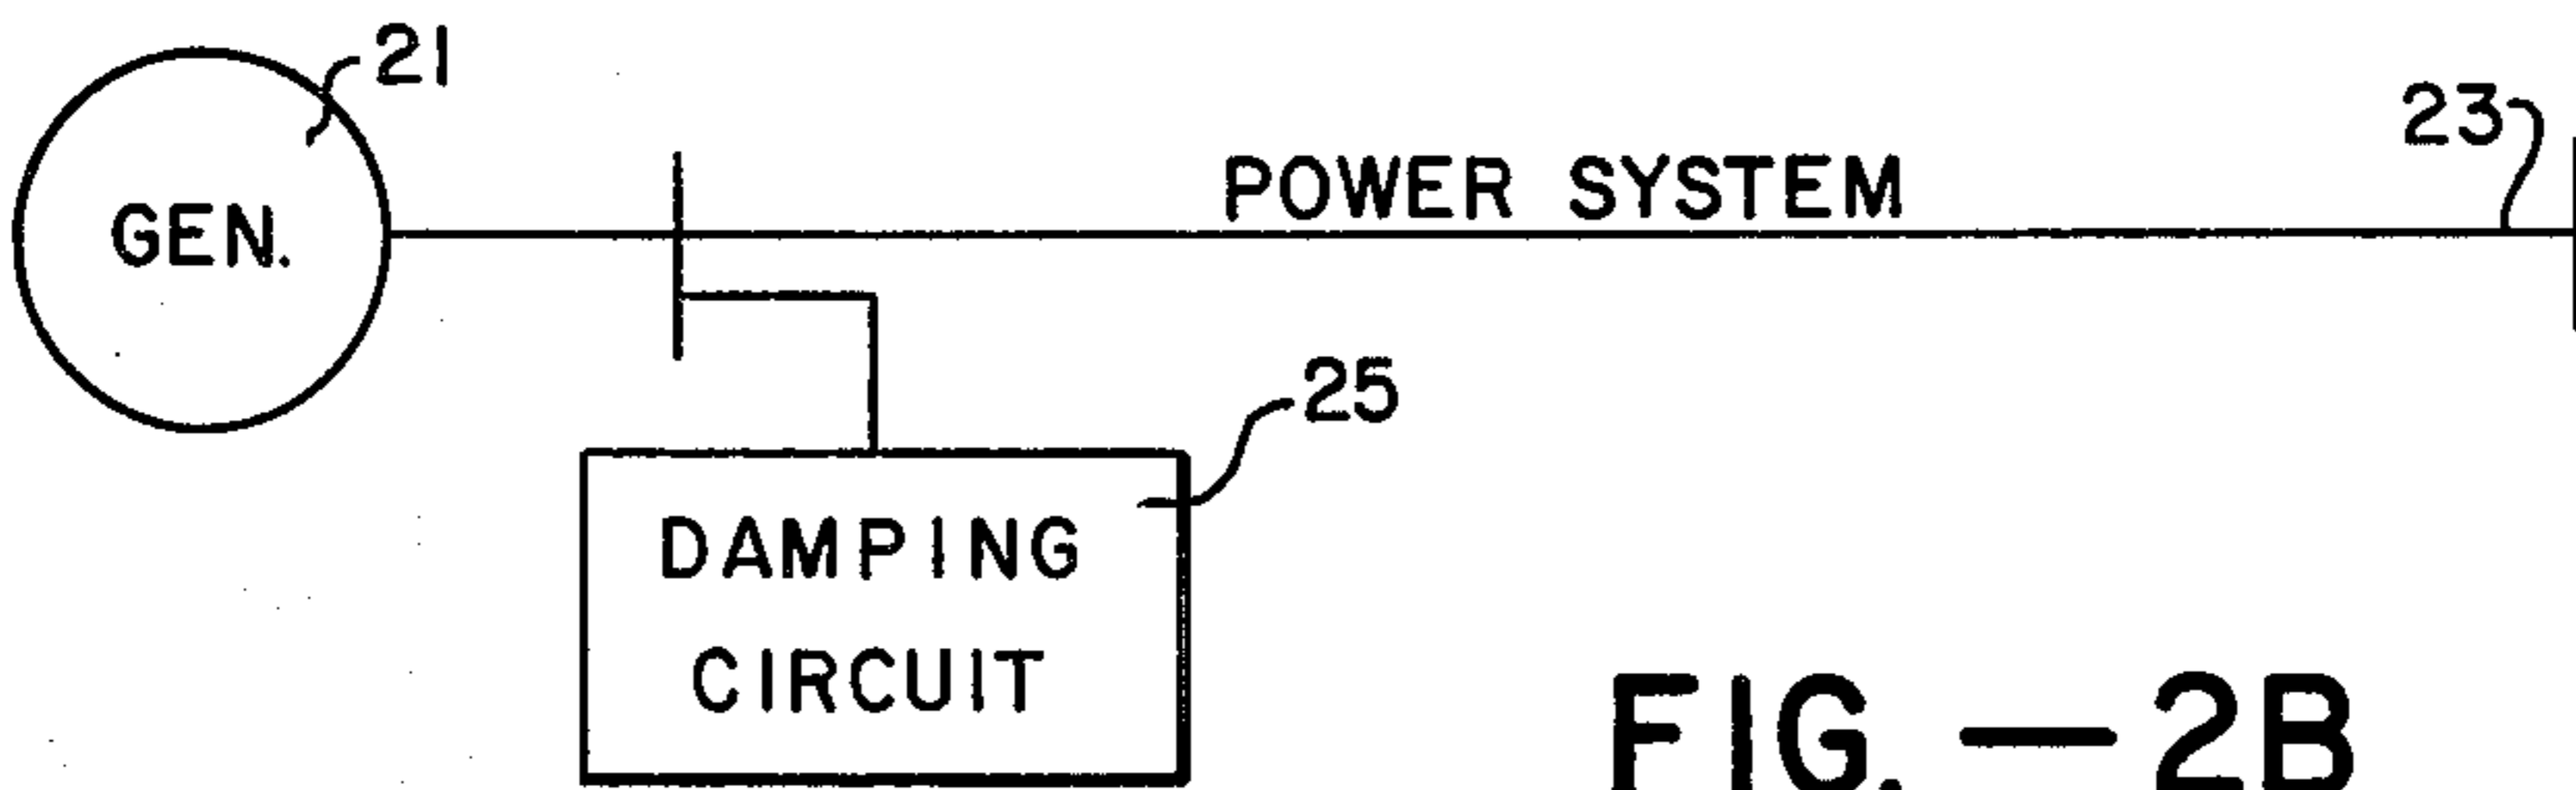 21
23
POWER SYSTEM
GEN.
25
DAMPING
CIRCUIT
FIG. — 2B